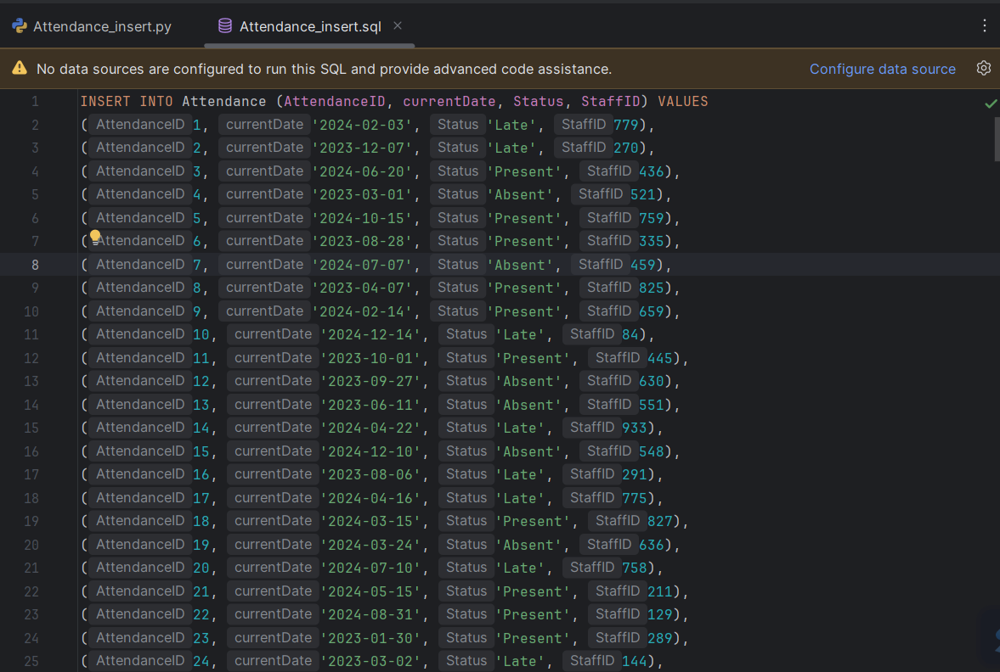 Attendance_insert.py Attendance_insert.sql
No data sources are configured to run this SQL and provide advanced code assistance. Configure data source
1 INSERT INTO Attendance (AttendanceID, currentDate, Status, StaffID) VALUES
2 ( AttendanceID 1, currentDate '2024-02-03', Status 'Late', StaffID 779),
3 ( AttendanceID 2, currentDate '2023-12-07', Status 'Late', StaffID 270),
4 ( AttendanceID 3, currentDate '2024-06-20', Status 'Present', StaffID 436),
5 ( AttendanceID 4, currentDate '2023-03-01', Status 'Absent', StaffID 521),
6 ( AttendanceID 5, currentDate '2024-10-15', Status 'Present', StaffID 759),
7 ( AttendanceID 6, currentDate '2023-08-28', Status 'Present', StaffID 335),
8 ( AttendanceID 7, currentDate '2024-07-07', Status 'Absent', StaffID 459),
9 ( AttendanceID 8, currentDate '2023-04-07', Status 'Present', StaffID 825),
10 ( AttendanceID 9, currentDate '2024-02-14', Status 'Present', StaffID 659),
11 ( AttendanceID 10, currentDate '2024-12-14', Status 'Late', StaffID 84),
12 ( AttendanceID 11, currentDate '2023-10-01', Status 'Present', StaffID 445),
13 ( AttendanceID 12, currentDate '2023-09-27', Status 'Absent', StaffID 630),
14 ( AttendanceID 13, currentDate '2023-06-11', Status 'Absent', StaffID 551),
15 ( AttendanceID 14, currentDate '2024-04-22', Status 'Late', StaffID 933),
16 ( AttendanceID 15, currentDate '2024-12-10', Status 'Absent', StaffID 548),
17 ( AttendanceID 16, currentDate '2023-08-06', Status 'Late', StaffID 291),
18 ( AttendanceID 17, currentDate '2024-04-16', Status 'Late', StaffID 775),
19 ( AttendanceID 18, currentDate '2024-03-15', Status 'Present', StaffID 827),
20 ( AttendanceID 19, currentDate '2024-03-24', Status 'Absent', StaffID 636),
21 ( AttendanceID 20, currentDate '2024-07-10', Status 'Late', StaffID 758),
22 ( AttendanceID 21, currentDate '2024-05-15', Status 'Present', StaffID 211),
23 ( AttendanceID 22, currentDate '2024-08-31', Status 'Present', StaffID 129),
24 ( AttendanceID 23, currentDate '2023-01-30', Status 'Present', StaffID 289),
25 ( AttendanceID 24, currentDate '2023-03-02', Status 'Late', StaffID 144),